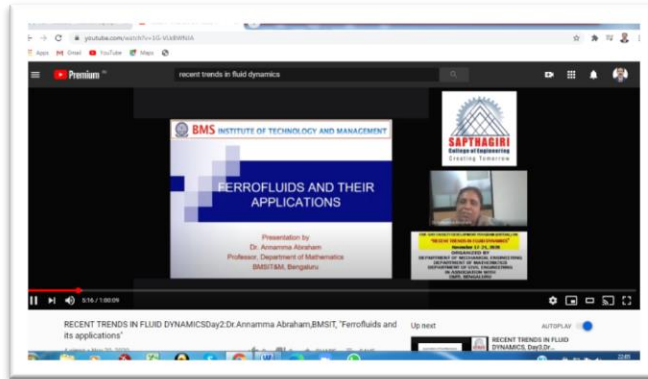 youtube.com/watch?v=
Apps Gmail YouTube Maps
Premium
recent trends in fluid dynamics
BMS INSTITUTE OF TECHNOLOGY AND MANAGEMENT
FERROFLUIDS AND THEIR
APPLICATIONS
Presentation by
Dr. Annamma Abraham
Professor, Department of Mathematics
BMSIT&M, Bengaluru
SAPTHAGIRI
College of Engineering
Creating Tomorrow
"RECENT TRENDS IN FLUID DYNAMICS"
November 17-21, 2020
ORGANIZED BY
DEPARTMENT OF MECHANICAL ENGINEERING
DEPARTMENT OF MATHEMATICS
DEPARTMENT OF CIVIL ENGINEERING
IN ASSOCIATION WITH
5:16 / 1:00:09
RECENT TRENDS IN FLUID DYNAMICSDay2:Dr.Annamma Abraham,BMSIT, 'Ferrofluids and
its applications'
Up next
AUTOPLAY
RECENT TRENDS IN FLUID
DYNAMICS, Day3,Dr...